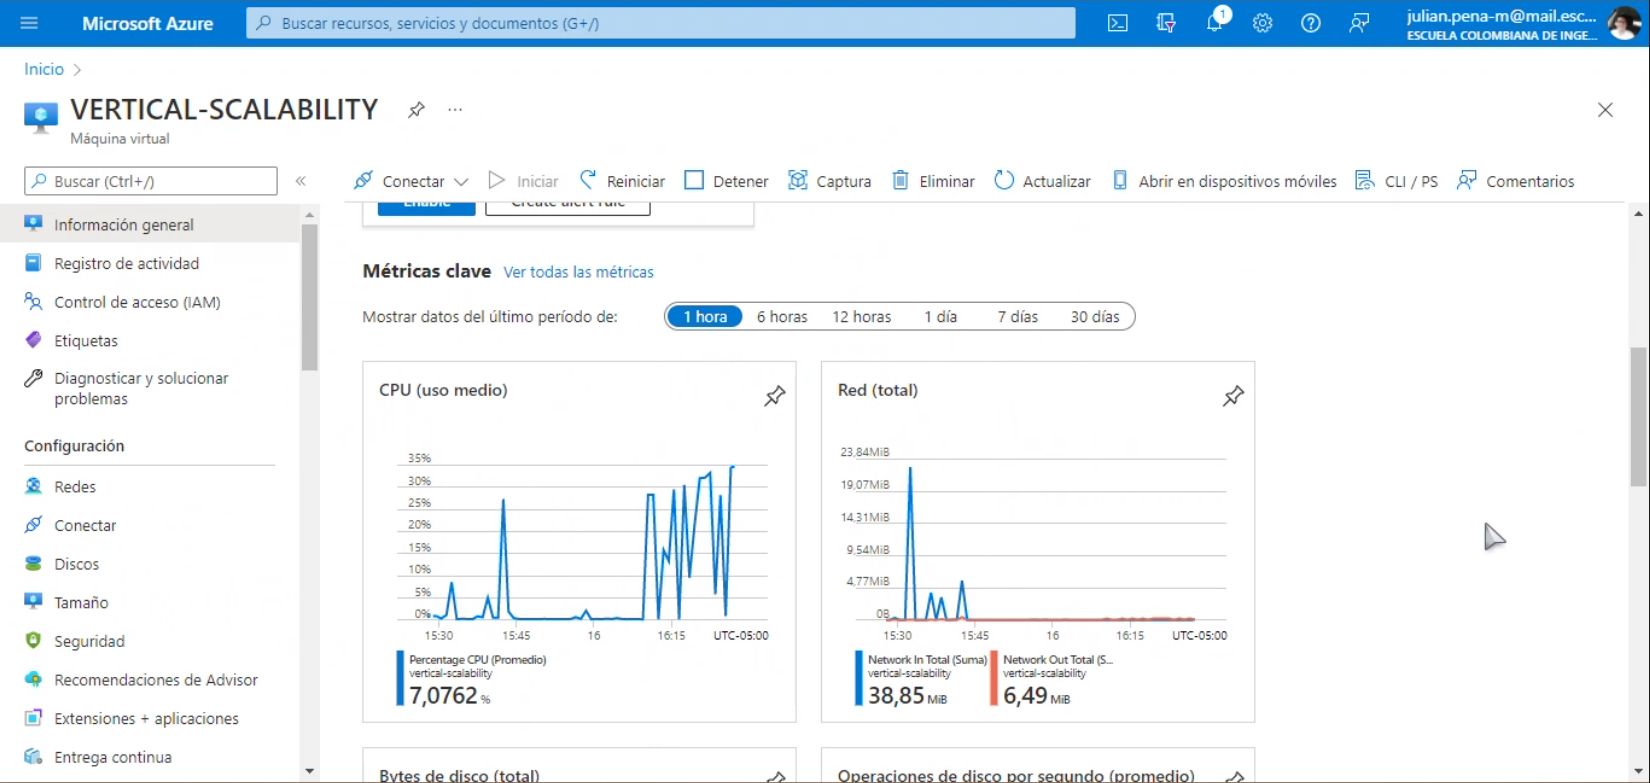 Microsoft Azure
Buscar recursos, servicios y documentos (G+/)
1
julian.pena-m@mail.esc...
ESCUELA COLOMBIANA DE INGE...
Inicio
VERTICAL-SCALABILITY
...
Máquina virtual
Buscar (Ctrl+/)
«
Conectar
Iniciar
Reiniciar
Detener
Captura
Eliminar
Actualizar
Abrir en dispositivos móviles
CLI / PS
Comentarios
Información general
Registro de actividad
Control de acceso (IAM)
Etiquetas
Diagnosticar y solucionar
problemas
Configuración
Redes
Conectar
Discos
Tamaño
Seguridad
Recomendaciones de Advisor
Extensiones + aplicaciones
Entrega continua
Enable
Create alert rule
Métricas clave Ver todas las métricas
Mostrar datos del último período de:
1 hora
6 horas
12 horas
1 día
7 días
30 días
CPU (uso medio)
35%
30%
25%
20%
15%
10%
5%
0%
15:30
15:45
16
16:15
UTC-05:00
Percentage CPU (Promedio)
vertical-scalability
7,0762 %
Red (total)
23,84MiB
19,07MiB
14,31MiB
9,54MiB
4,77MiB
0B
15:30
15:45
16
16:15
UTC-05:00
Network In Total (Suma)
vertical-scalability
38,85 MiB
Network Out Total (S...
vertical-scalability
6,49 MiB
Bytes de disco (total)
Operaciones de disco por segundo (promedio)